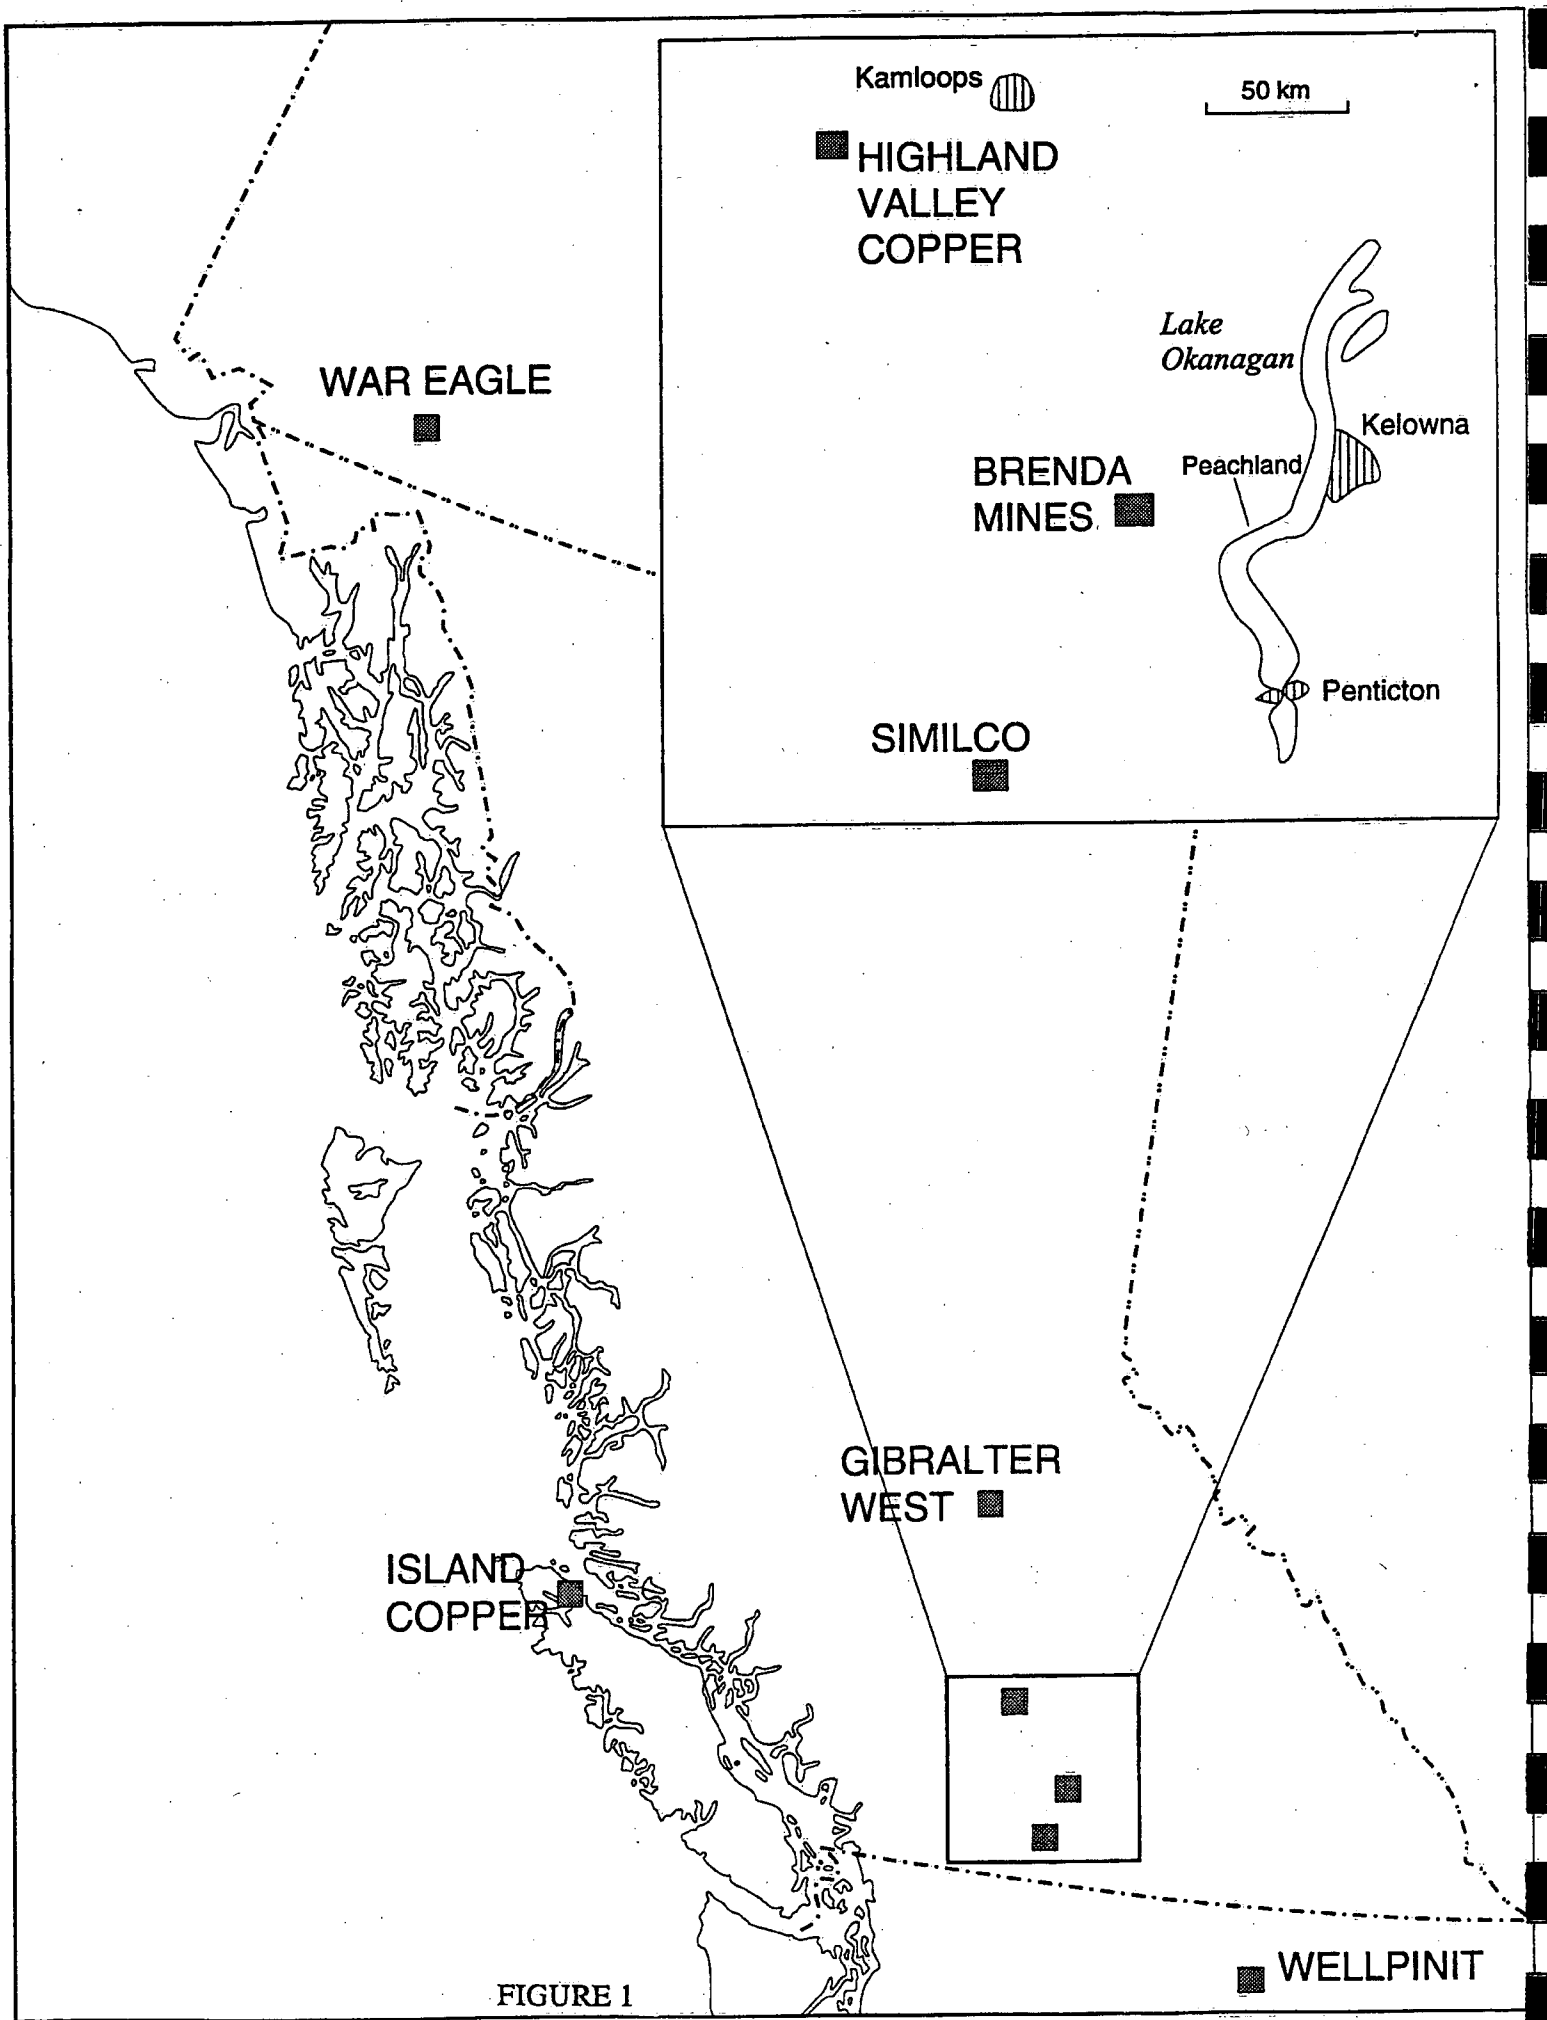 Kamloops
50 km
HIGHLAND
VALLEY
COPPER
Lake
Okanagan
WAR EAGLE
Kelowna
BRENDA
MINES
Peachland
Penticton
SIMILCO
GIBRALTER
WEST
ISLAND
COPPER
WELLPINIT
FIGURE 1